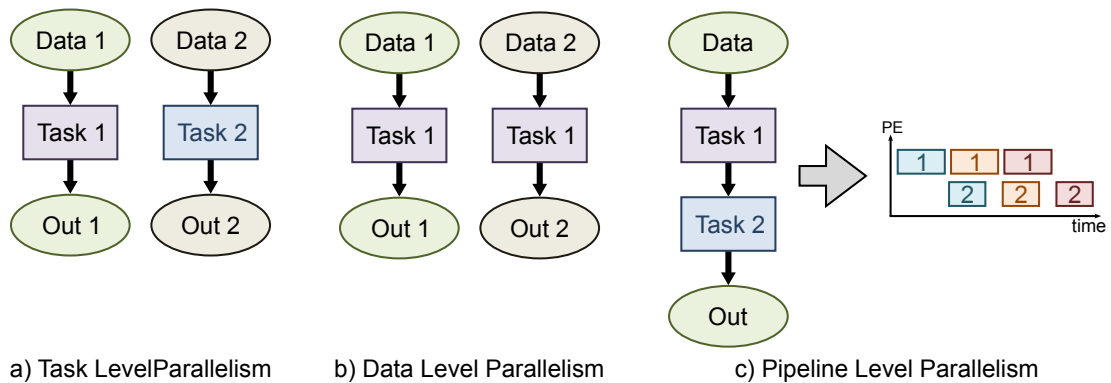 Data 1
Data 2
Task 1
Task 2
Out 1
Out 2
a) Task LevelParallelism
Data 1
Data 2
Task 1
Task 1
Out 1
Out 2
b) Data Level Parallelism
Data
Task 1
Task 2
Out
PE
1 1 1
2 2 2
time
c) Pipeline Level Parallelism